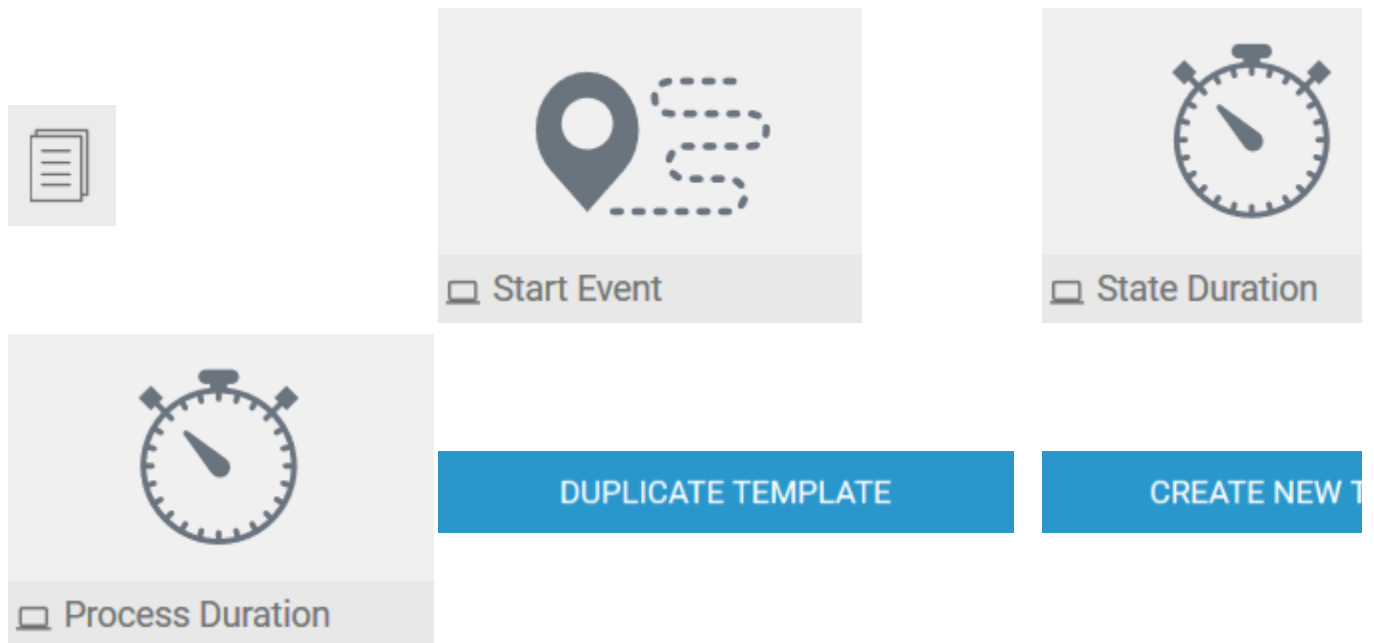 Start Event
State Duration
Process Duration
DUPLICATE TEMPLATE
CREATE NEW